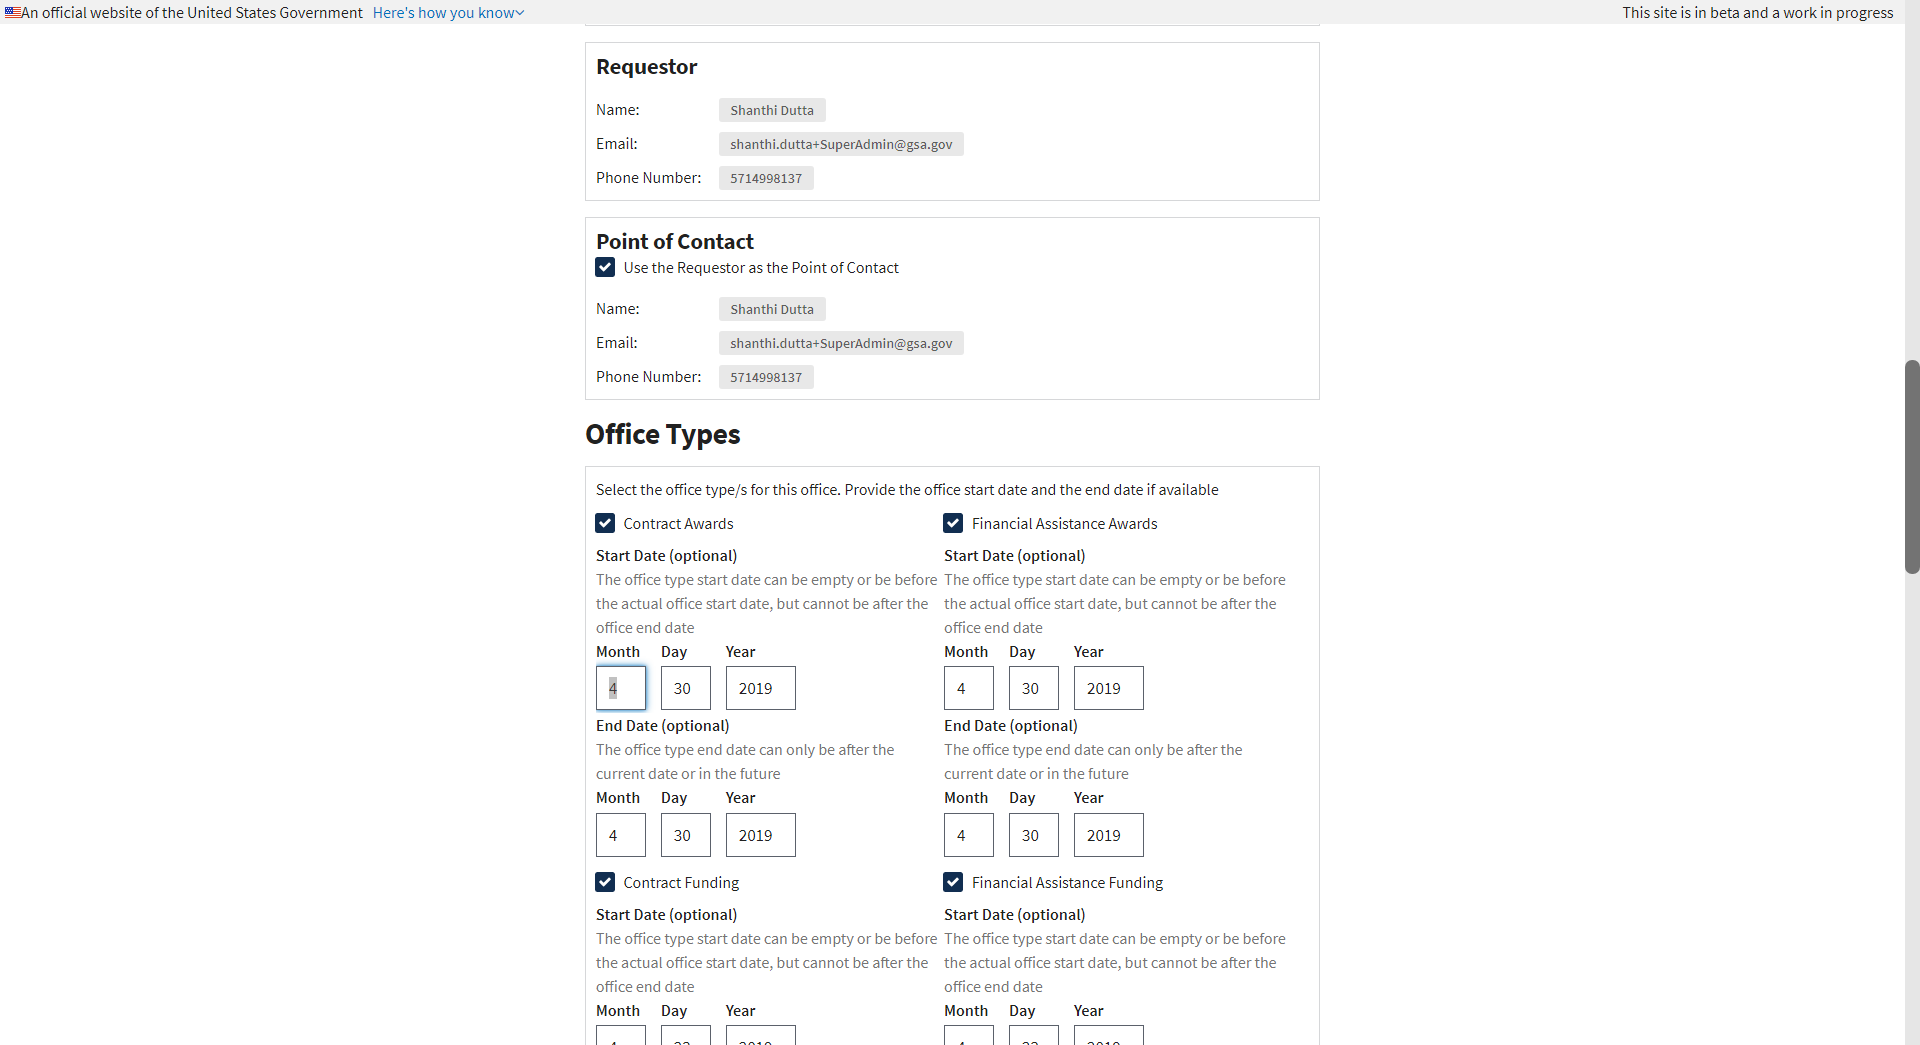 An official website of the United States Government Here's how you know
This site is in beta and a work in progress
Requestor
Name: Shanthi Dutta
Email: shanthi.dutta+SuperAdmin@gsa.gov
Phone Number: 5714998137
Point of Contact
Use the Requestor as the Point of Contact
Name: Shanthi Dutta
Email: shanthi.dutta+SuperAdmin@gsa.gov
Phone Number: 5714998137
Office Types
Select the office type/s for this office. Provide the office start date and the end date if available
Contract Awards
Start Date (optional)
The office type start date can be empty or be before
the actual office start date, but cannot be after the
office end date
Month Day Year
4 30 2019
End Date (optional)
The office type end date can only be after the
current date or in the future
Month Day Year
4 30 2019
Financial Assistance Awards
Start Date (optional)
The office type start date can be empty or be before
the actual office start date, but cannot be after the
office end date
Month Day Year
4 30 2019
End Date (optional)
The office type end date can only be after the
current date or in the future
Month Day Year
4 30 2019
Contract Funding
Start Date (optional)
The office type start date can be empty or be before
the actual office start date, but cannot be after the
office end date
Month Day Year
Financial Assistance Funding
Start Date (optional)
The office type start date can be empty or be before
the actual office start date, but cannot be after the
office end date
Month Day Year